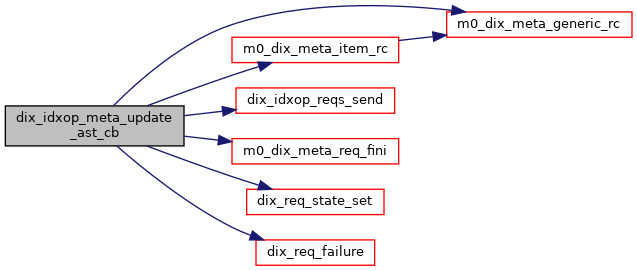 dix_idxop_meta_update
_ast_cb
m0_dix_meta_generic_rc
m0_dix_meta_item_rc
dix_idxop_reqs_send
m0_dix_meta_req_fini
dix_req_state_set
dix_req_failure